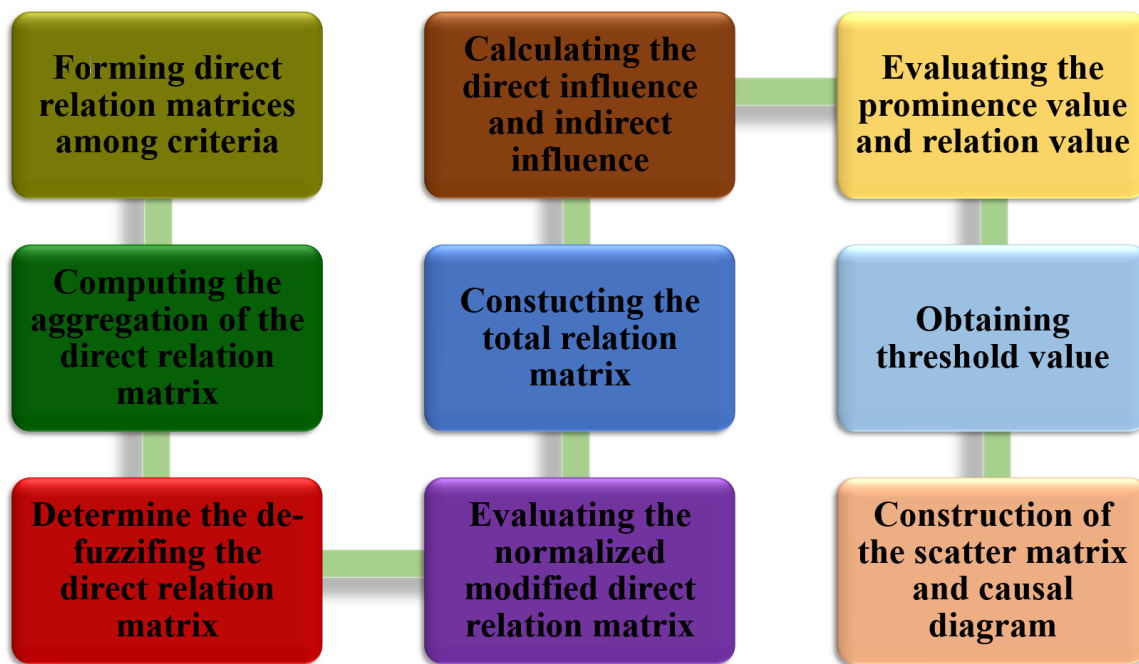 Forming direct
relation matrices
among criteria
Computing the
aggregation of the
direct relation
matrix
Determine the de-
fuzzifing the
direct relation
matrix
Evaluating the
normalized
modified direct
relation matrix
Constucting the
total relation
matrix
Calculating the
direct influence
and indirect
influence
Evaluating the
prominence value
and relation value
Obtaining
threshold value
Construction of
the scatter matrix
and causal
diagram